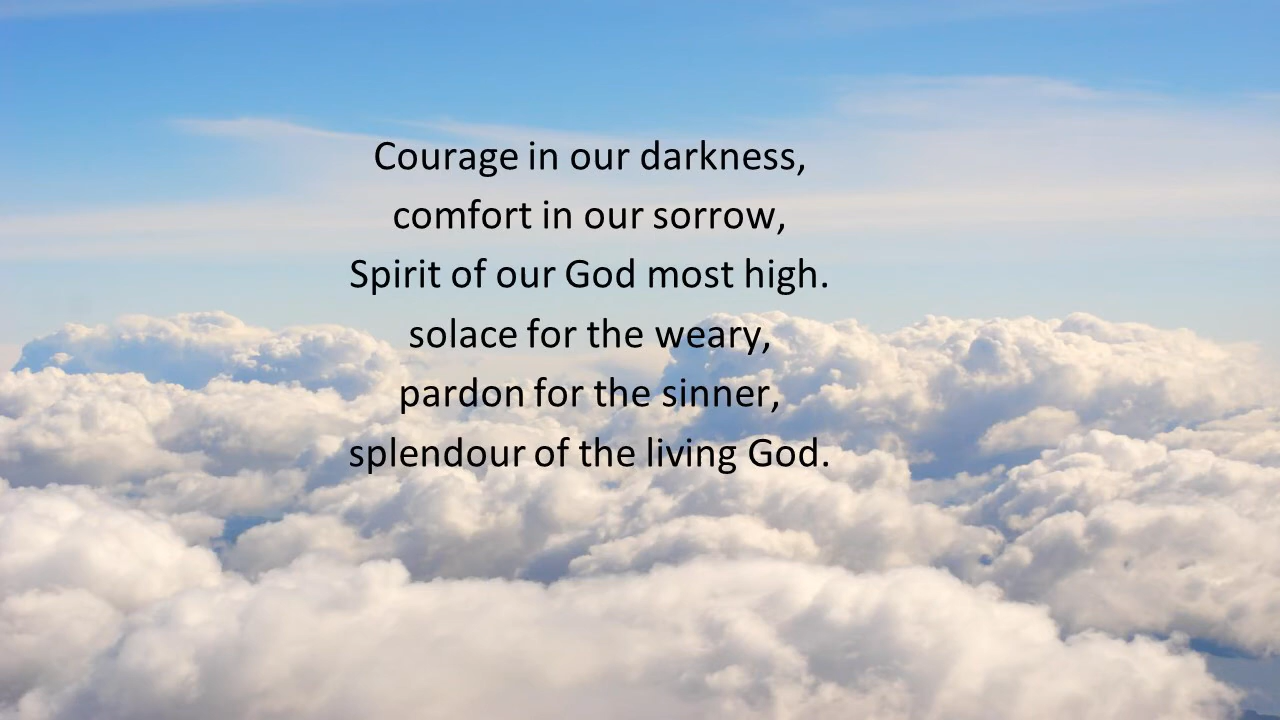 Courage in our darkness,
comfort in our sorrow,
Spirit of our God most high.
solace for the weary,
pardon for the sinner,
splendour of the living God.